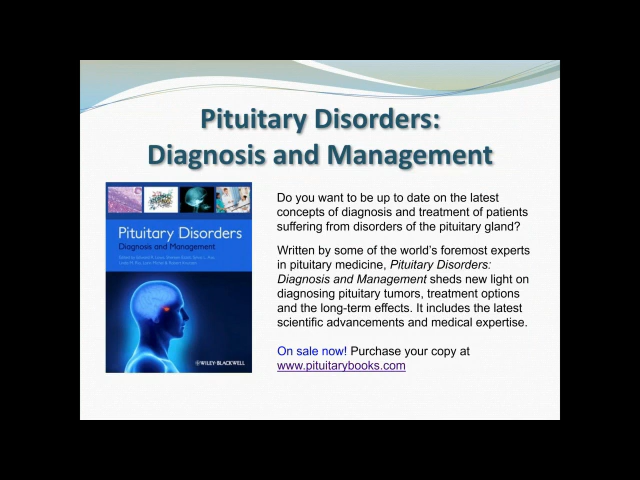 Pituitary Disorders:
Diagnosis and Management
Pituitary Disorders
Diagnosis and Management
WILEY-BLACKWELL
Do you want to be up to date on the latest
concepts of diagnosis and treatment of patients
suffering from disorders of the pituitary gland?
Written by some of the world’s foremost experts
in pituitary medicine, Pituitary Disorders:
Diagnosis and Management sheds new light on
diagnosing pituitary tumors, treatment options
and the long-term effects. It includes the latest
scientific advancements and medical expertise.
On sale now! Purchase your copy at
www.pituitarybooks.com